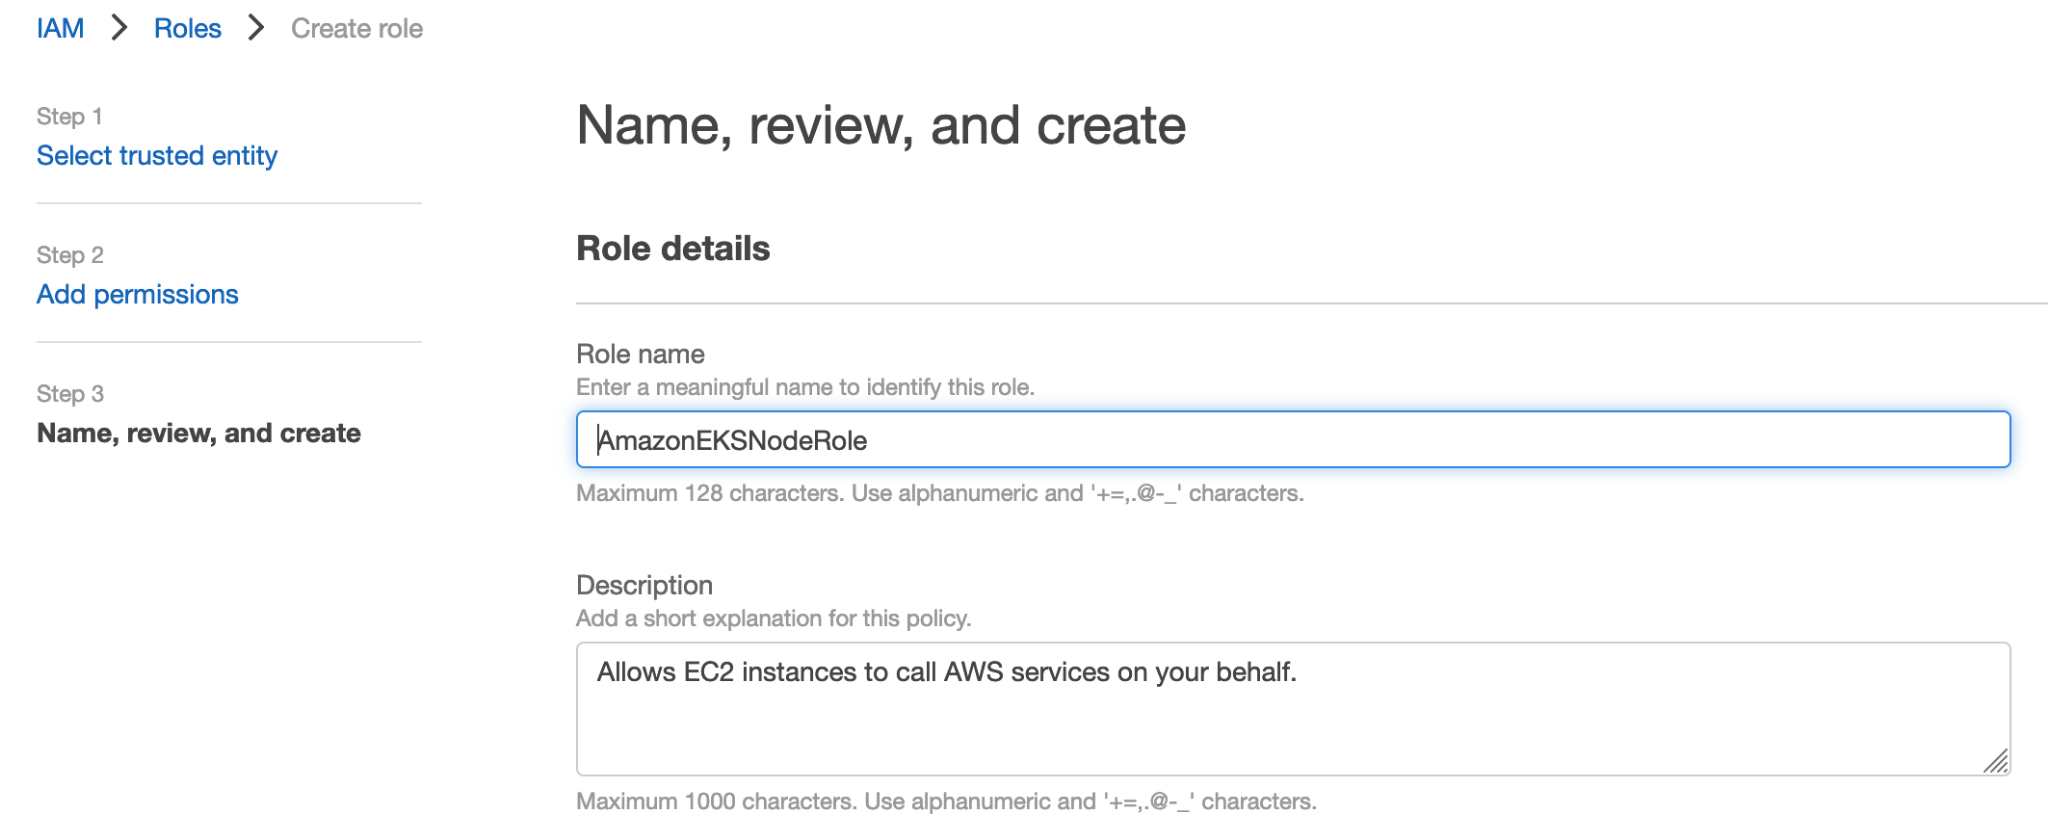 IAM > Roles > Create role
Step 1
Select trusted entity
Step 2
Add permissions
Step 3
Name, review, and create
Name, review, and create
Role details
Role name
Enter a meaningful name to identify this role.
AmazonEKSNodeRole
Maximum 128 characters. Use alphanumeric and '+=,.@-_' characters.
Description
Add a short explanation for this policy.
Allows EC2 instances to call AWS services on your behalf.
Maximum 1000 characters. Use alphanumeric and '+=,.@-_' characters.